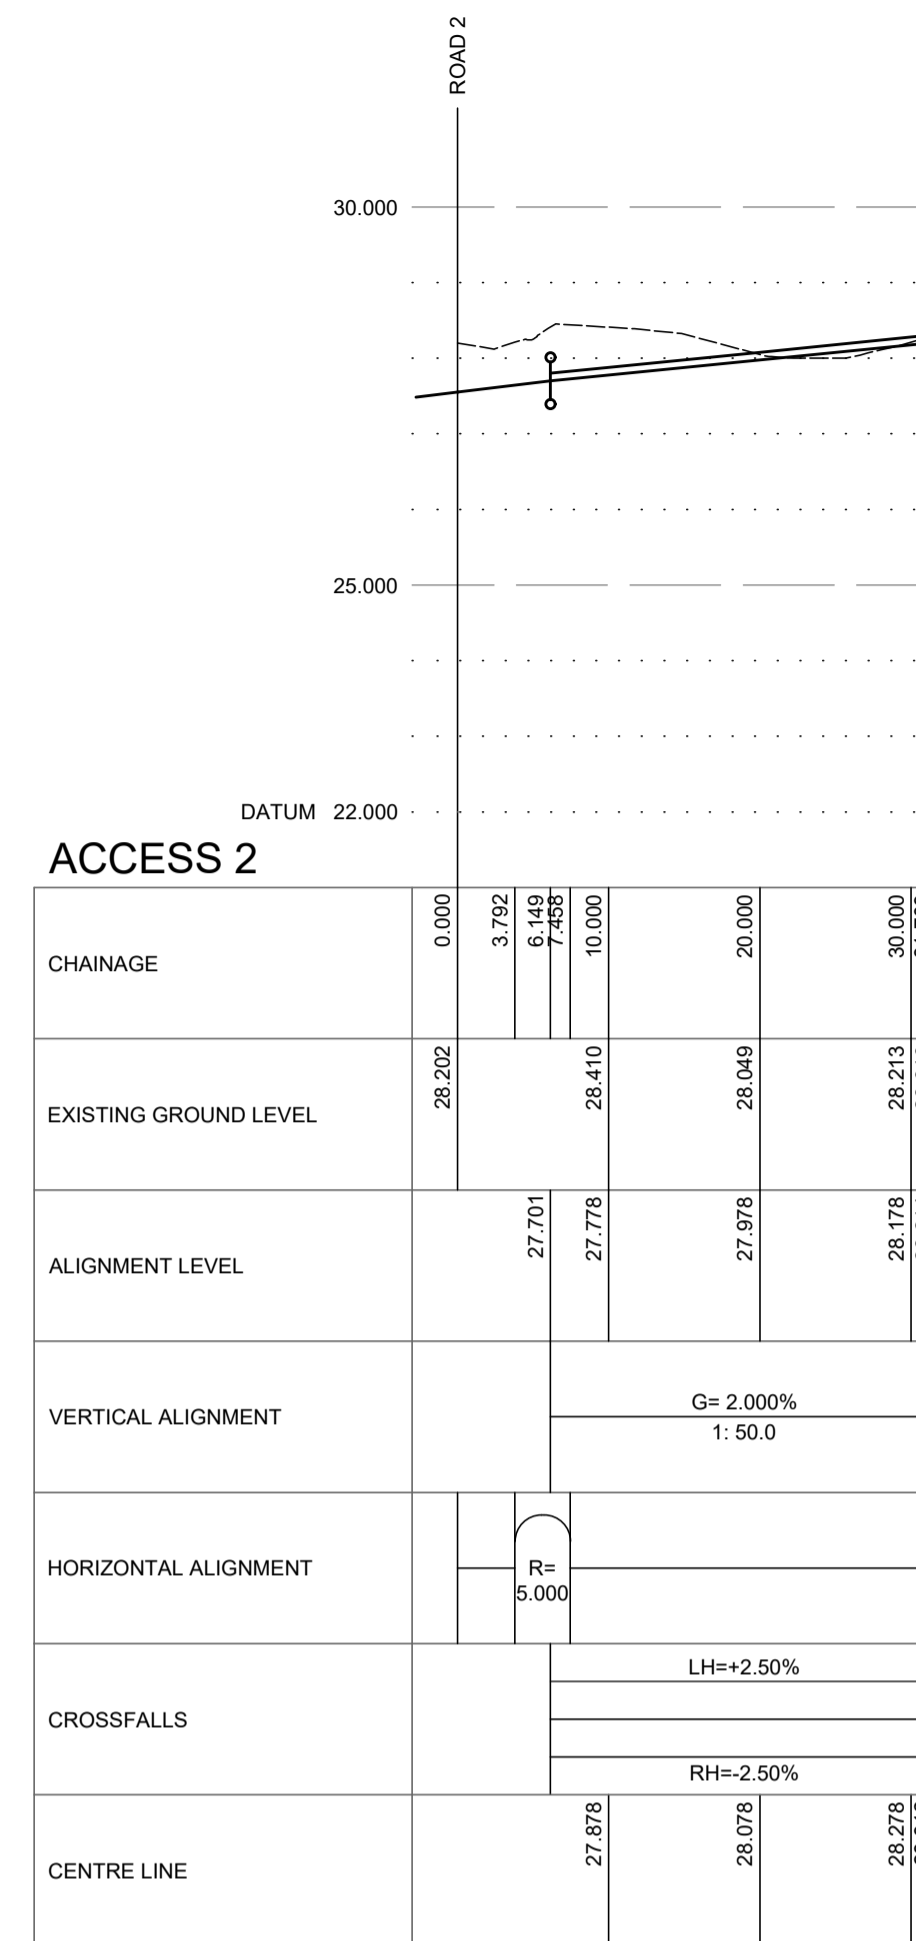 ROAD 2
30.000
25.000
DATUM 22.000
ACCESS 2
CHAINAGE
0.000
3.792
6.149
7.458
10.000
20.000
30.000
EXISTING GROUND LEVEL
28.202
28.410
28.049
28.213
ALIGNMENT LEVEL
27.701
27.778
27.978
28.178
VERTICAL ALIGNMENT
G= 2.000%
1: 50.0
HORIZONTAL ALIGNMENT
R=
5.000
CROSSFALLS
LH=+2.50%
RH=-2.50%
CENTRE LINE
27.878
28.078
28.278